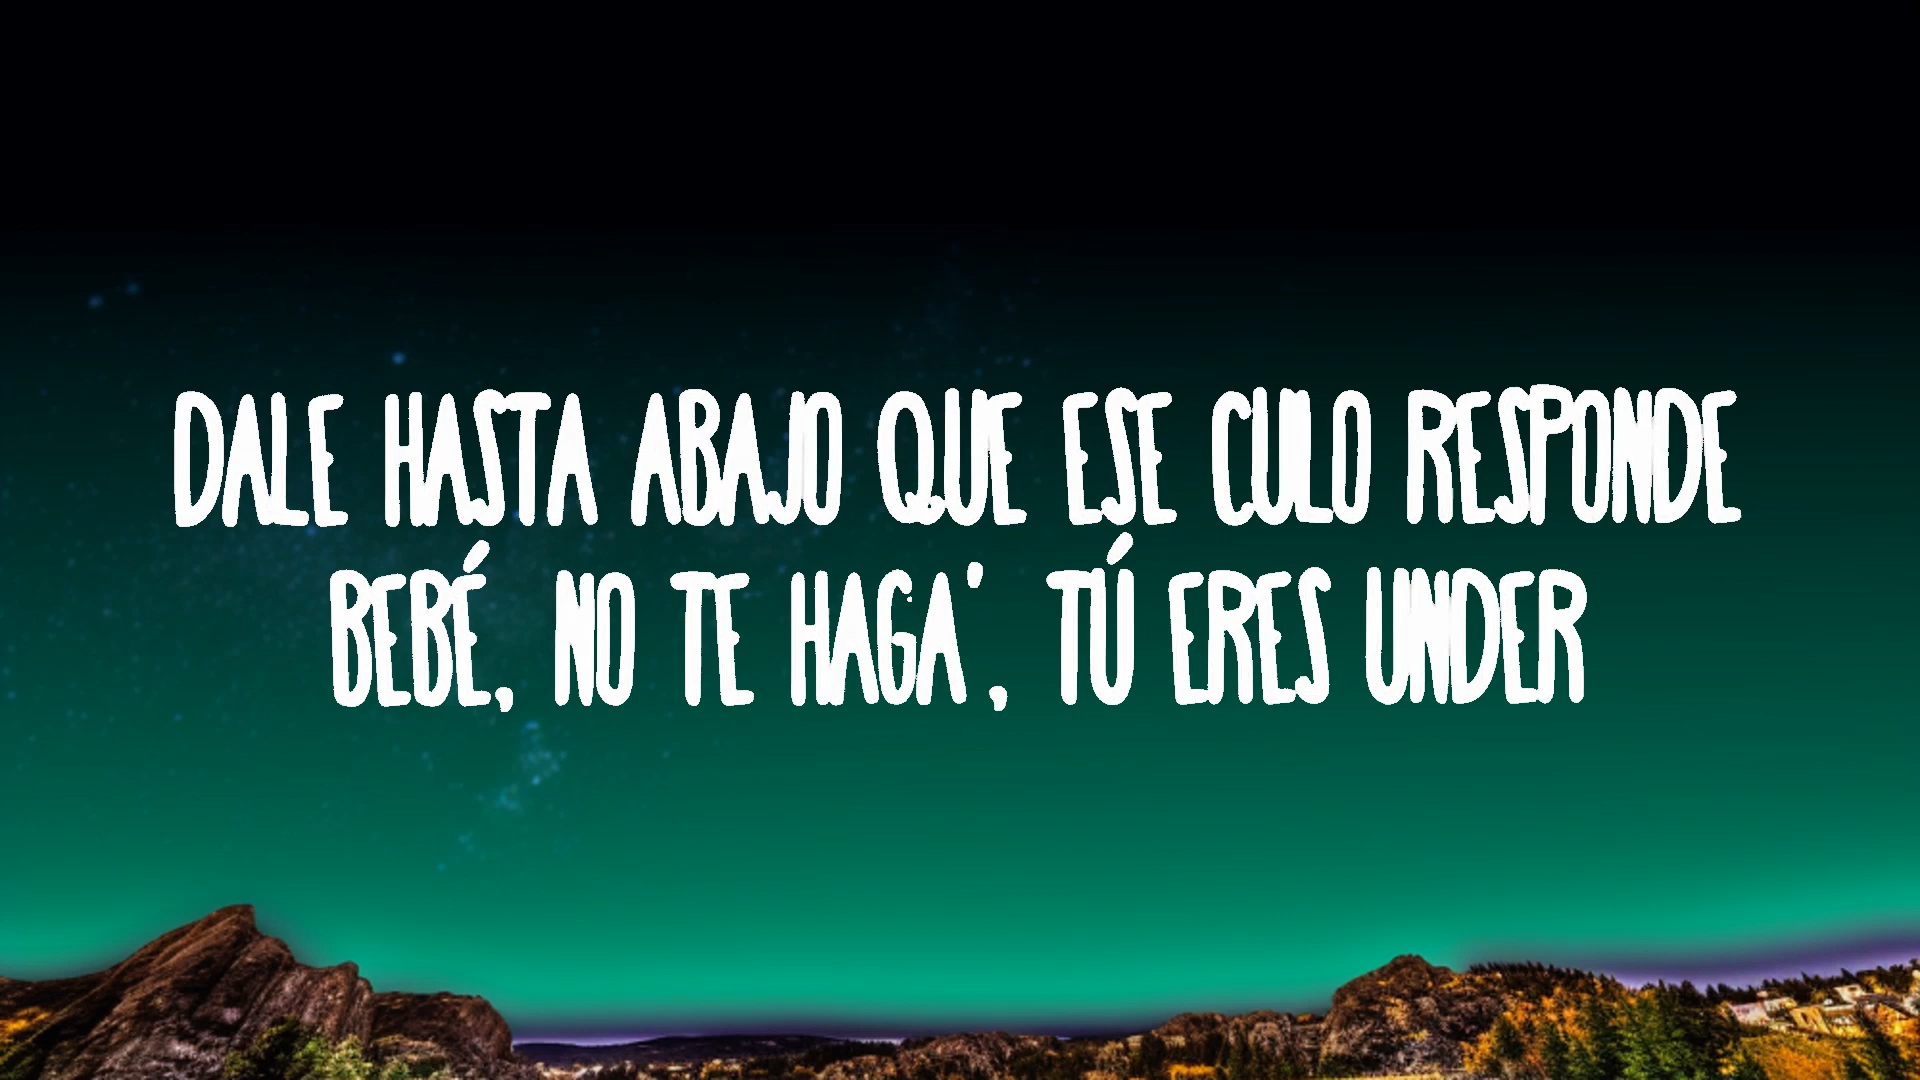 DALE HASTA ABAJO QUE ESE CULO RESPONDE
BEBÉ, NO TE HAGA', TÚ ERES UNDER